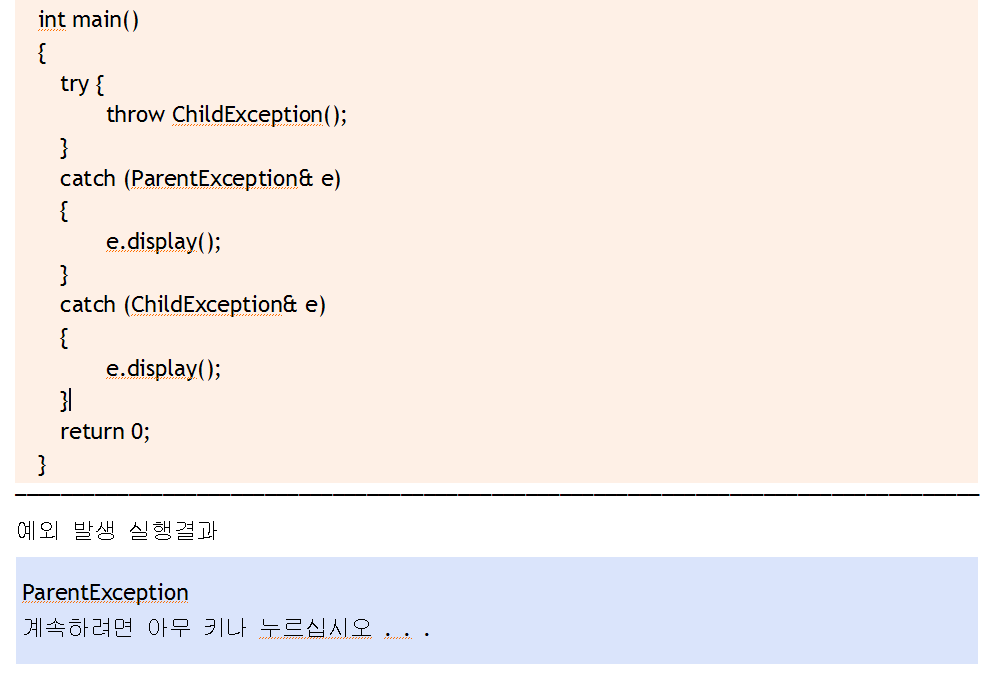 int main()
{
try {
throw ChildException();
}
catch (ParentException& e)
{
e.display();
}
catch (ChildException& e)
{
e.display();
}
return 0;
}
예외 발생 실행결과
ParentException
계속하려면 아무 키나 누르십시오 . . .